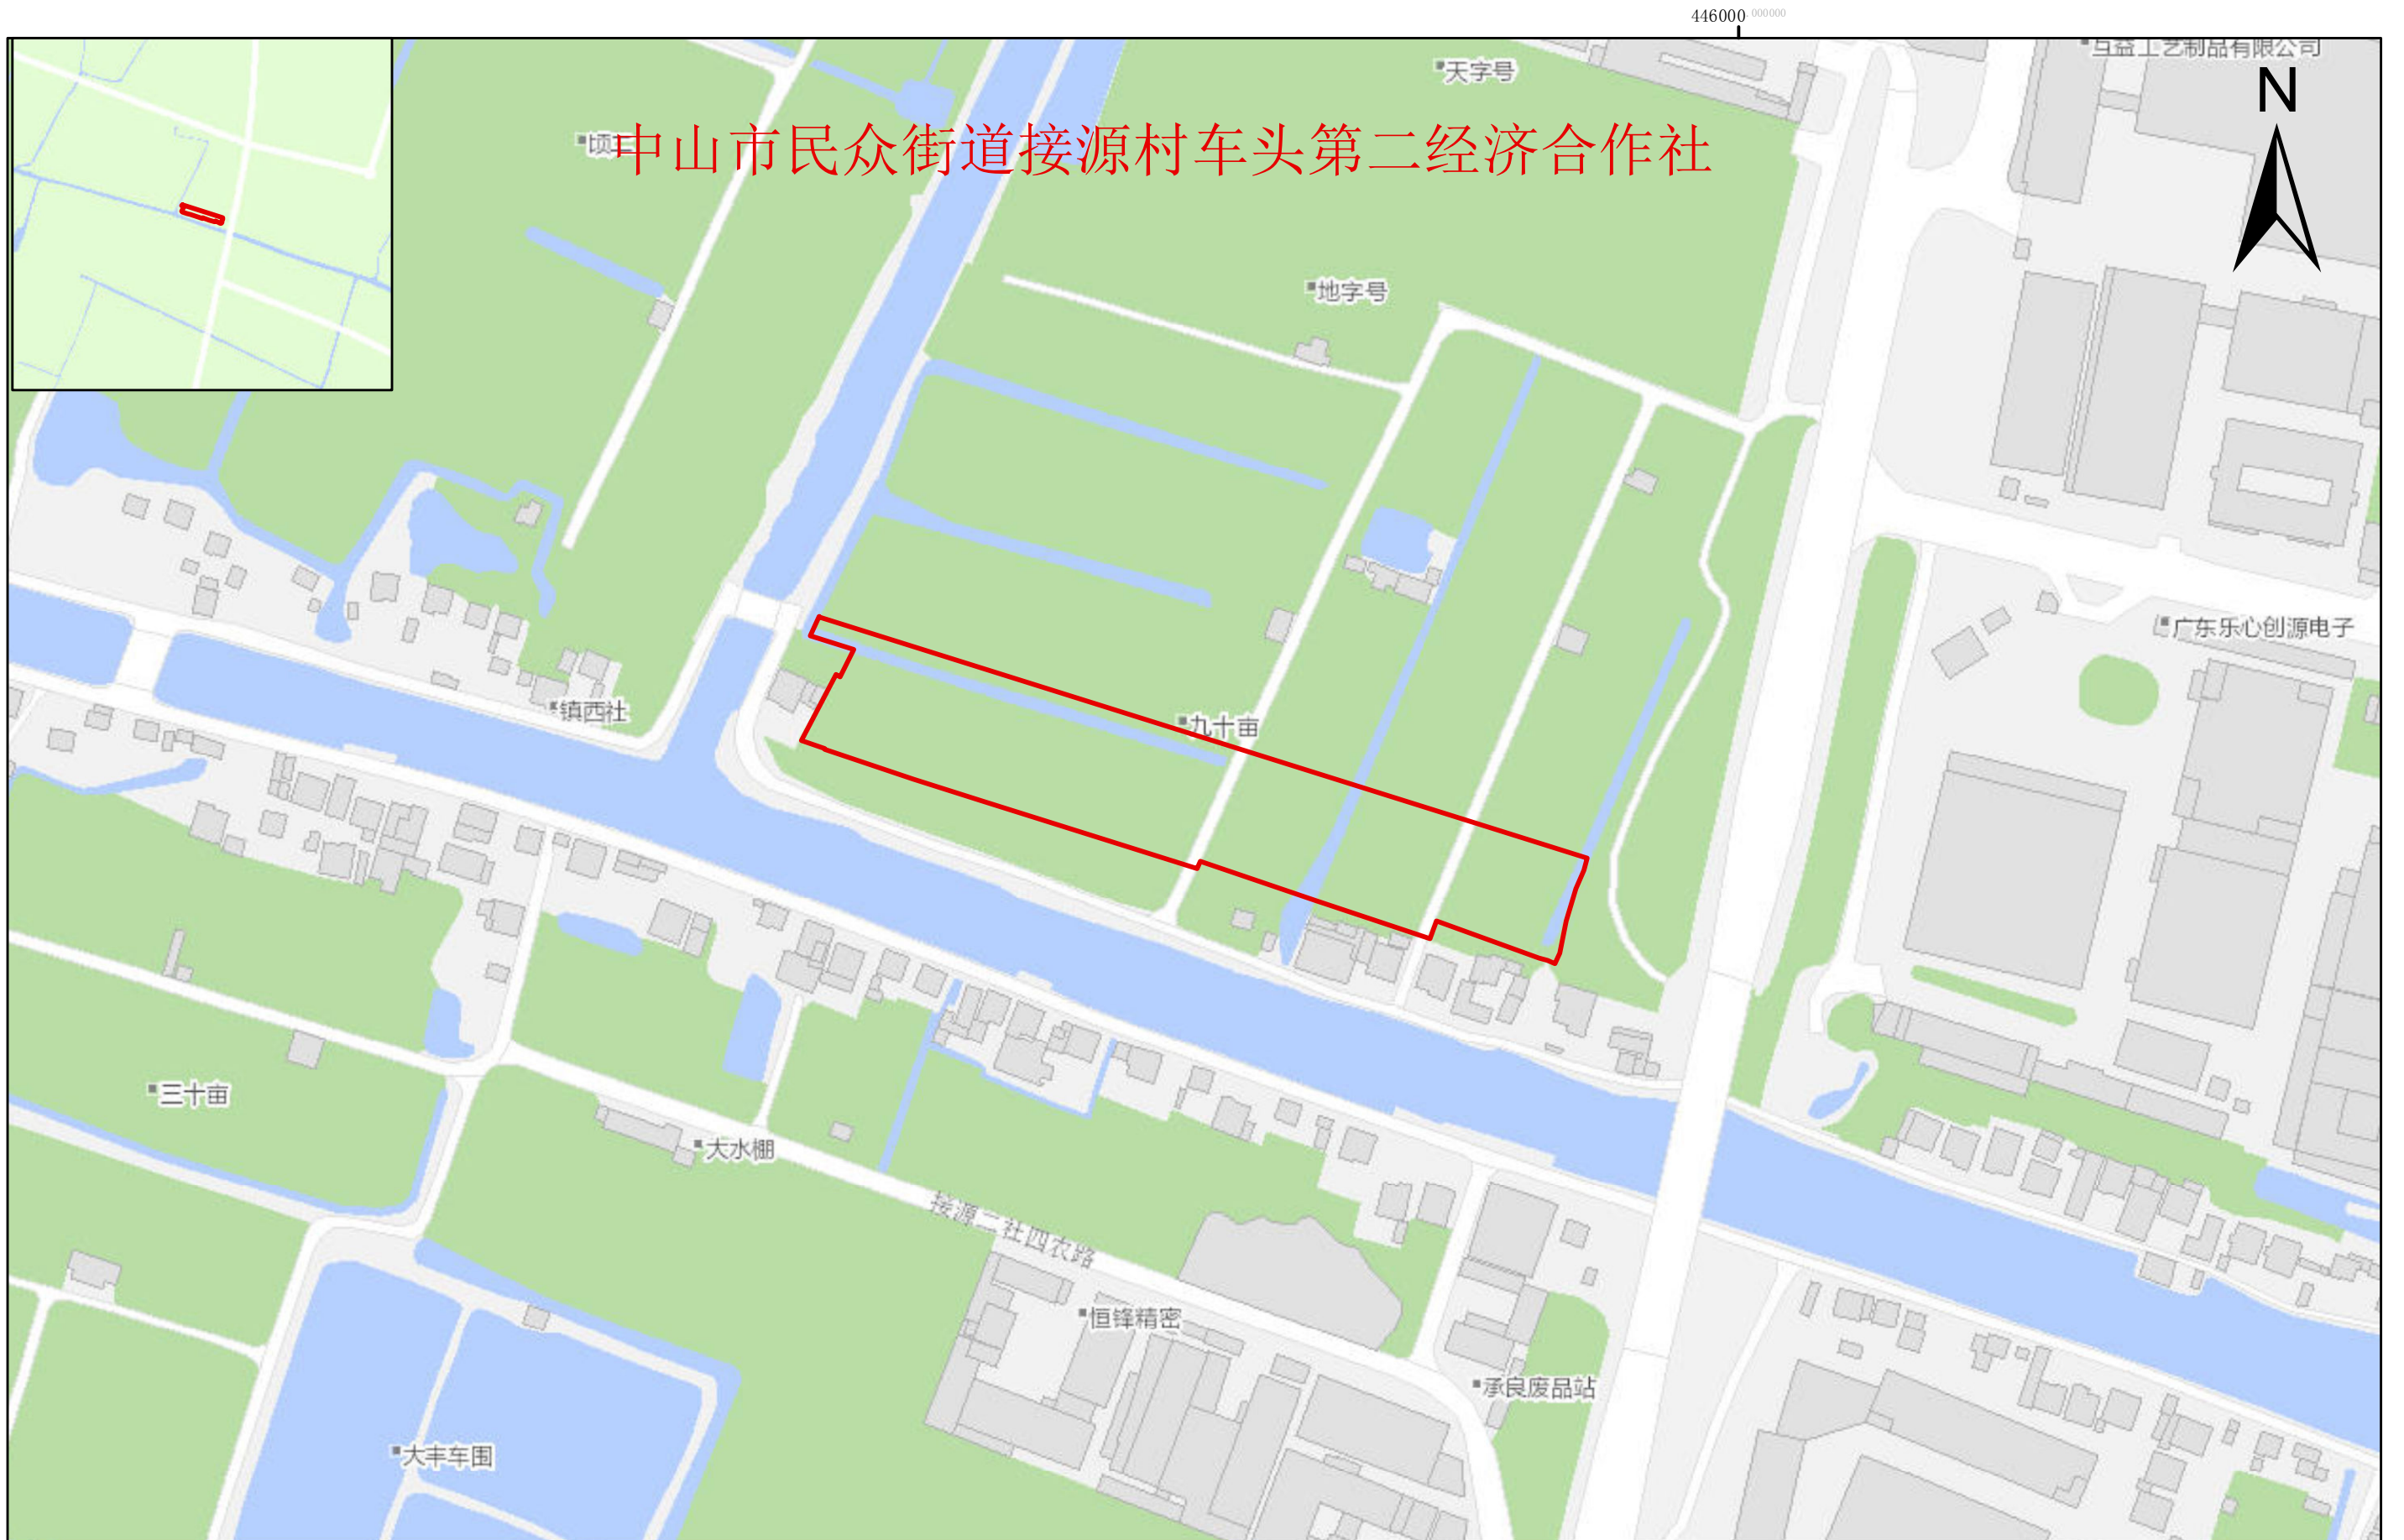 446000.000000
互益工艺制品有限公司
天字号
N
中山市民众街道接源村车头第二经济合作社
地字号
广东乐心创源电子
镇西社
九十亩
三十亩
大水棚
接源二社四农路
恒锋精密
承良废品站
大丰车围